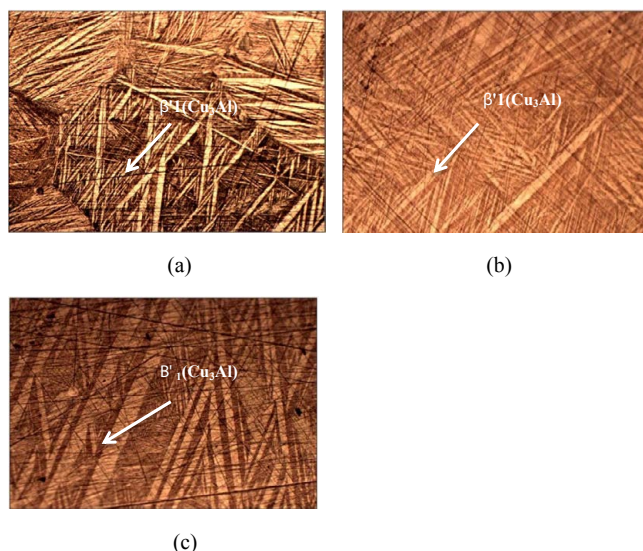 β'1(Cu₃Al)
β'1(Cu₃Al)
(a)
(b)
B'₁(Cu₃Al)
(c)